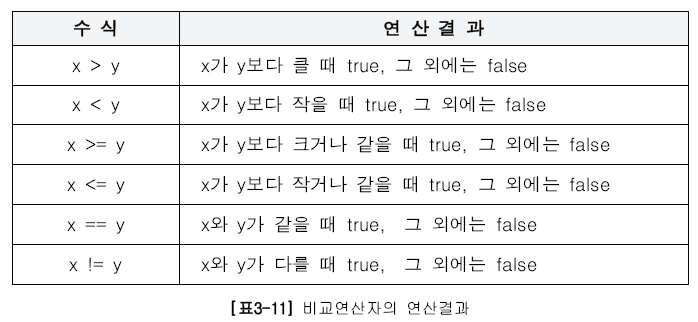 수 식 연 산 결 과
x > y x가 y보다 클 때 true, 그 외에는 false
x < y x가 y보다 작을 때 true, 그 외에는 false
x >= y x가 y보다 크거나 같을 때 true, 그 외에는 false
x <= y x가 y보다 작거나 같을 때 true, 그 외에는 false
x == y x와 y가 같을 때 true, 그 외에는 false
x != y x와 y가 다를 때 true, 그 외에는 false
[표3-11] 비교연산자의 연산결과